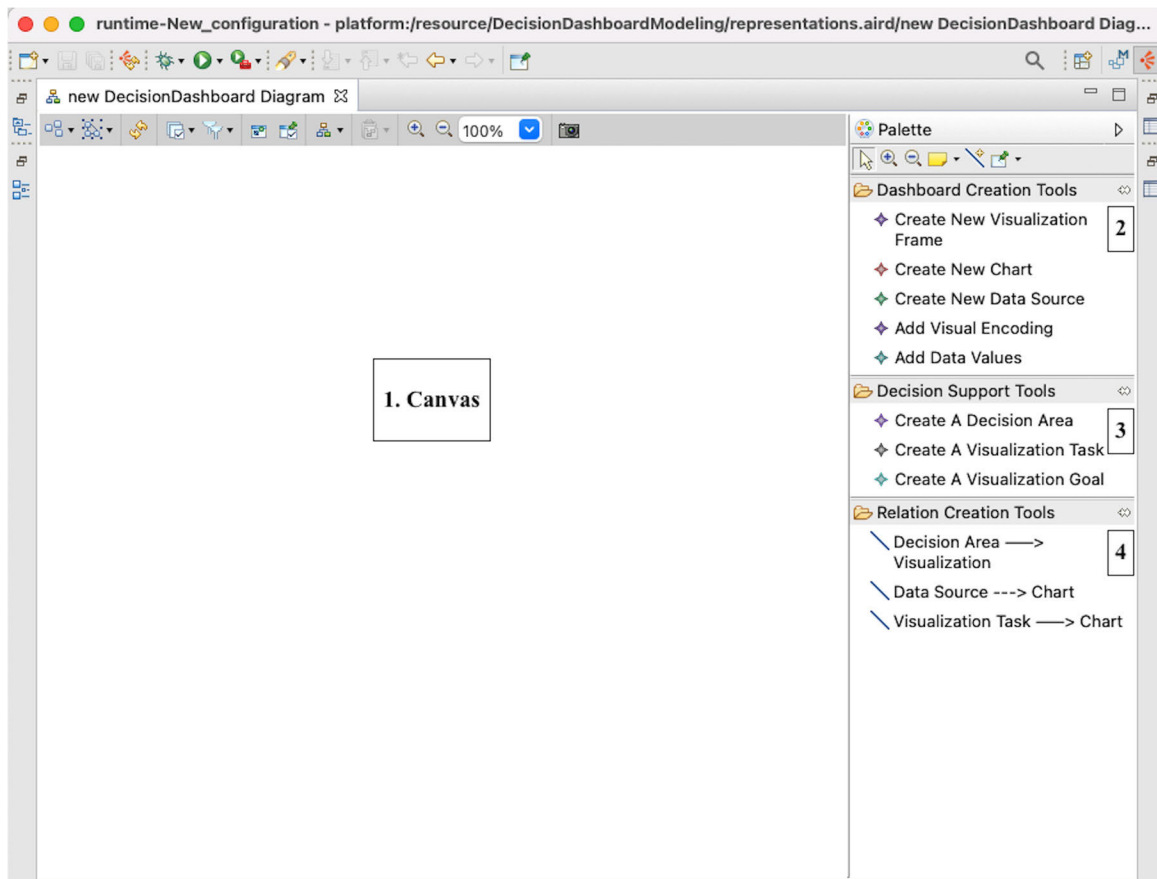 runtime-New_configuration - platform:/resource/DecisionDashboardModeling/representations.aird/new DecisionDashboard Diag...
new DecisionDashboard Diagram
100%
1. Canvas
Palette
Dashboard Creation Tools
Create New Visualization
Frame
2
Create New Chart
Create New Data Source
Add Visual Encoding
Add Data Values
Decision Support Tools
Create A Decision Area
3
Create A Visualization Task
Create A Visualization Goal
Relation Creation Tools
Decision Area ——>
Visualization
4
Data Source ---> Chart
Visualization Task ——> Chart